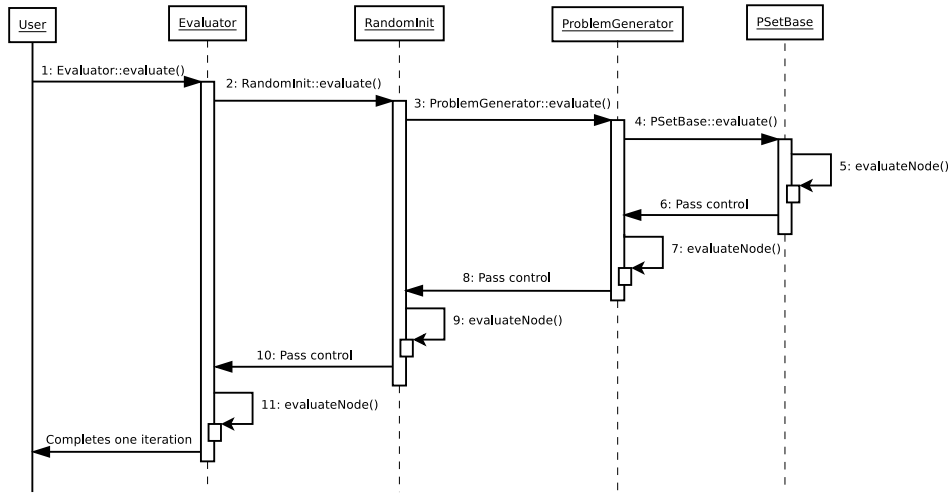 User
Evaluator
RandomInit
ProblemGenerator
PSetBase
1: Evaluator::evaluate()
2: RandomInit::evaluate()
3: ProblemGenerator::evaluate()
4: PSetBase::evaluate()
5: evaluateNode()
6: Pass control
7: evaluateNode()
8: Pass control
9: evaluateNode()
10: Pass control
11: evaluateNode()
Completes one iteration